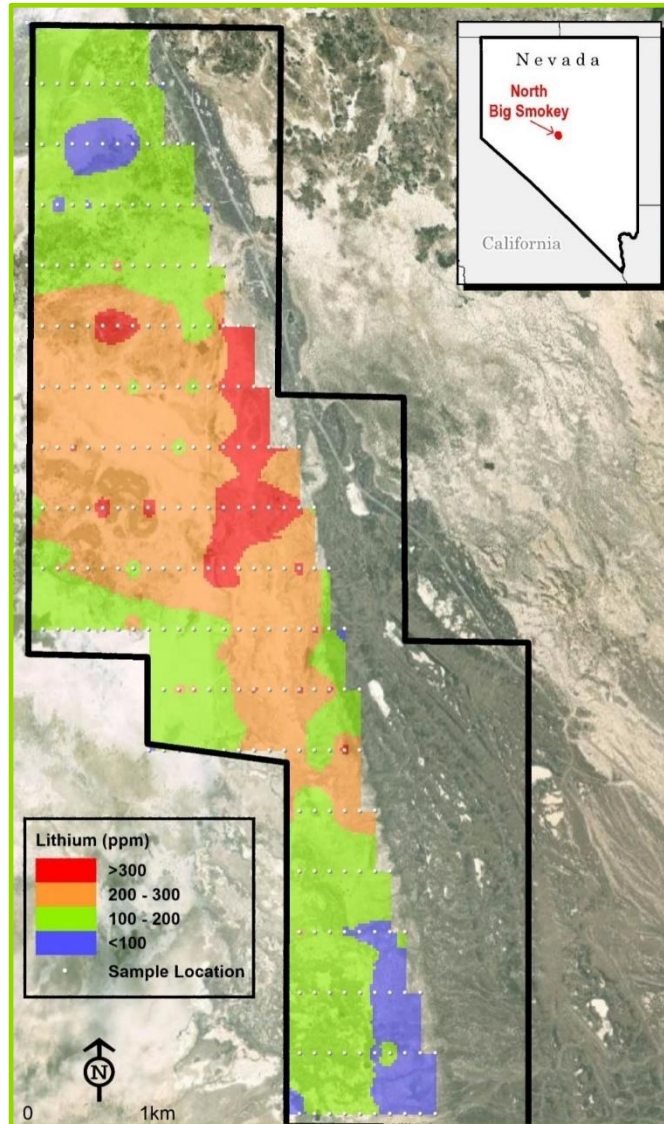 Nevada
North
Big Smokey
California
Lithium (ppm)
>300
200 - 300
100 - 200
<100
Sample Location
N
0 1km